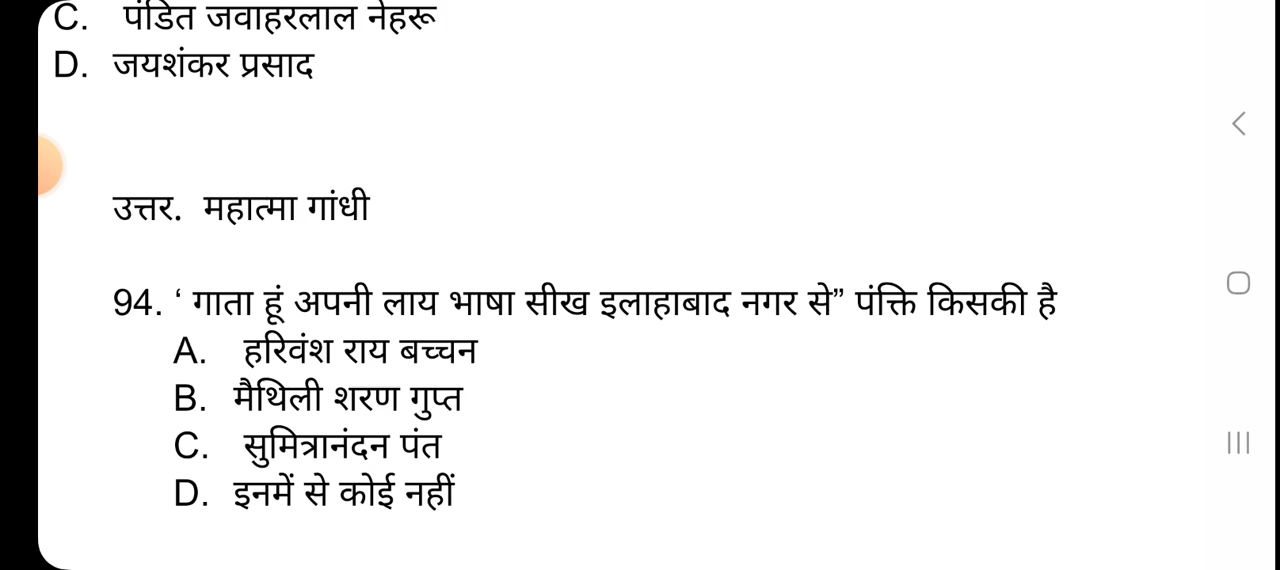 C. पंडित जवाहरलाल नेहरू
D. जयशंकर प्रसाद
उत्तर. महात्मा गांधी
94. ‘ गाता हूं अपनी लाय भाषा सीख इलाहाबाद नगर से” पंक्ति किसकी है
A. हरिवंश राय बच्चन
B. मैथिली शरण गुप्त
C. सुमित्रानंदन पंत
D. इनमें से कोई नहीं